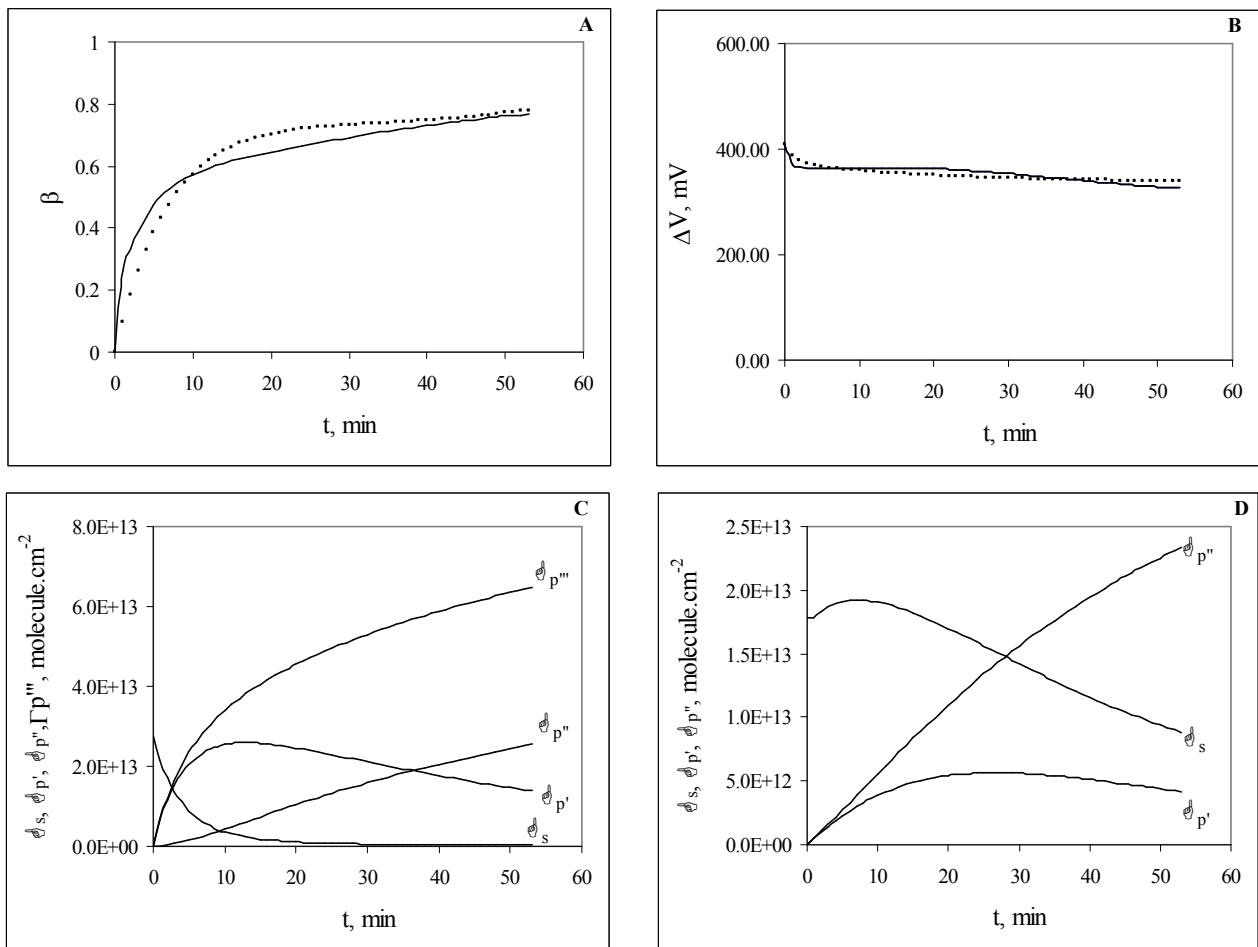 A
1
0.8
0.6
0.4
0.2
0
β
0 10 20 30 40 50 60
t, min
B
600.00
400.00
200.00
0.00
ΔV, mV
0 10 20 30 40 50 60
t, min
C
8.0E+13
6.0E+13
4.0E+13
2.0E+13
0.0E+00
☝s, ☝p', ☝p'',Γp''', molecule.cm-2
☝p'''
☝p''
☝p'
☝s
0 10 20 30 40 50 60
t, min
D
2.5E+13
2.0E+13
1.5E+13
1.0E+13
5.0E+12
0.0E+00
☝s, ☝p', ☝p'', molecule.cm-2
☝p''
☝s
☝p'
0 10 20 30 40 50 60
t, min